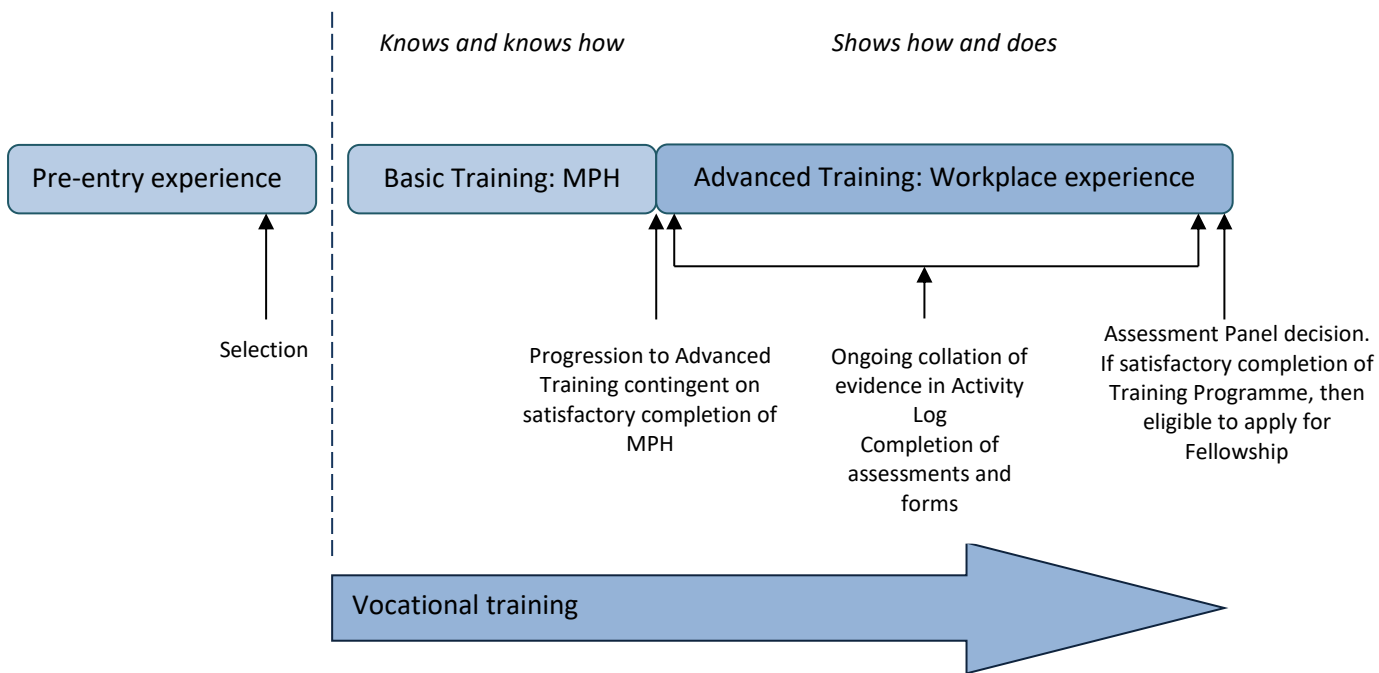 Knows and knows how
Shows how and does
Pre-entry experience
Basic Training: MPH
Advanced Training: Workplace experience
Selection
Progression to Advanced
Training contingent on
satisfactory completion of
MPH
Ongoing collation of
evidence in Activity
Log
Completion of
assessments and
forms
Assessment Panel decision.
If satisfactory completion of
Training Programme, then
eligible to apply for
Fellowship
Vocational training